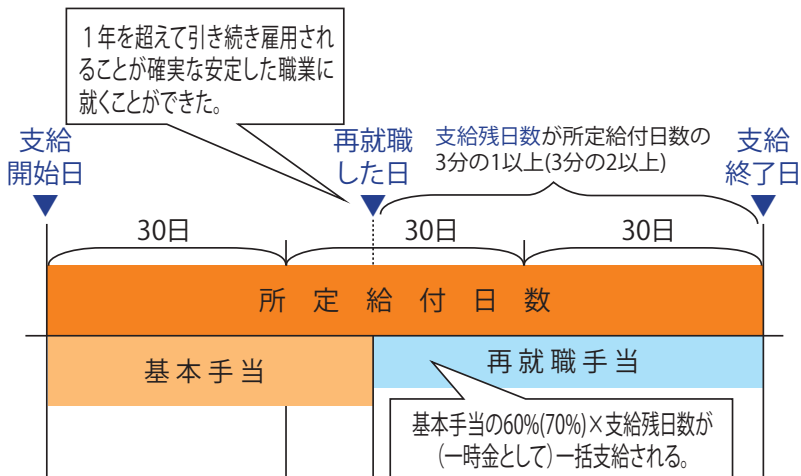 1年を超えて引き続き雇用され
ることが確実な安定した職業に
就くことができた。
支給
開始日
再就職
した日
支給残日数が所定給付日数の
3分の1以上(3分の2以上)
支給
終了日
30日
30日
30日
所定給付日数
基本手当
再就職手当
基本手当の60%(70%)×支給残日数が
(一時金として)一括支給される。